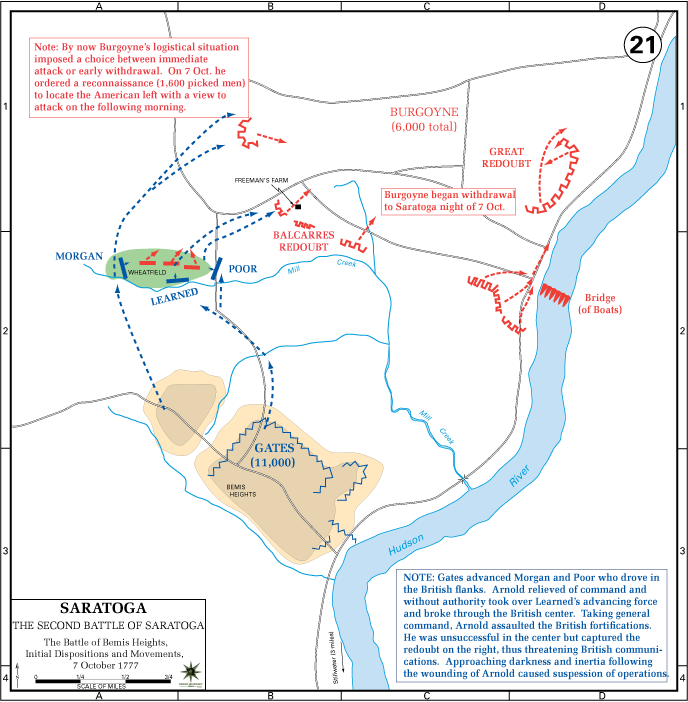 A
B
C
D
21
Note: By now Burgoyne's logistical situation
imposed a choice between immediate
attack or early withdrawal. On 7 Oct. he
ordered a reconnaissance (1,600 picked men)
to locate the American left with a view to
attack on the following morning.
1
1
BURGOYNE
(6,000 total)
GREAT
REDOUBT
FREEMAN'S FARM
Burgoyne began withdrawal
to Saratoga night of 7 Oct.
BALCARRES
REDOUBT
MORGAN
WHEATFIELD
POOR
LEARNED
Mill
Creek
Bridge
(of Boats)
2
2
Mill
Creek
GATES
(11,000)
BEMIS
HEIGHTS
River
Hudson
3
3
NOTE: Gates advanced Morgan and Poor who drove in
the British flanks. Arnold relieved of command and
without authority took over Learned's advancing force
and broke through the British center. Taking general
command, Arnold assaulted the British fortifications.
He was unsuccessful in the center but captured the
redoubt on the right, thus threatening British communi-
cations. Approaching darkness and inertia following
the wounding of Arnold caused suspension of operations.
SARATOGA
THE SECOND BATTLE OF SARATOGA
The Battle of Bemis Heights,
Initial Dispositions and Movements,
7 October 1777
0 1/4 1/2 3/4
SCALE OF MILES
Stillwater (3 miles)
4
4
A
B
C
D